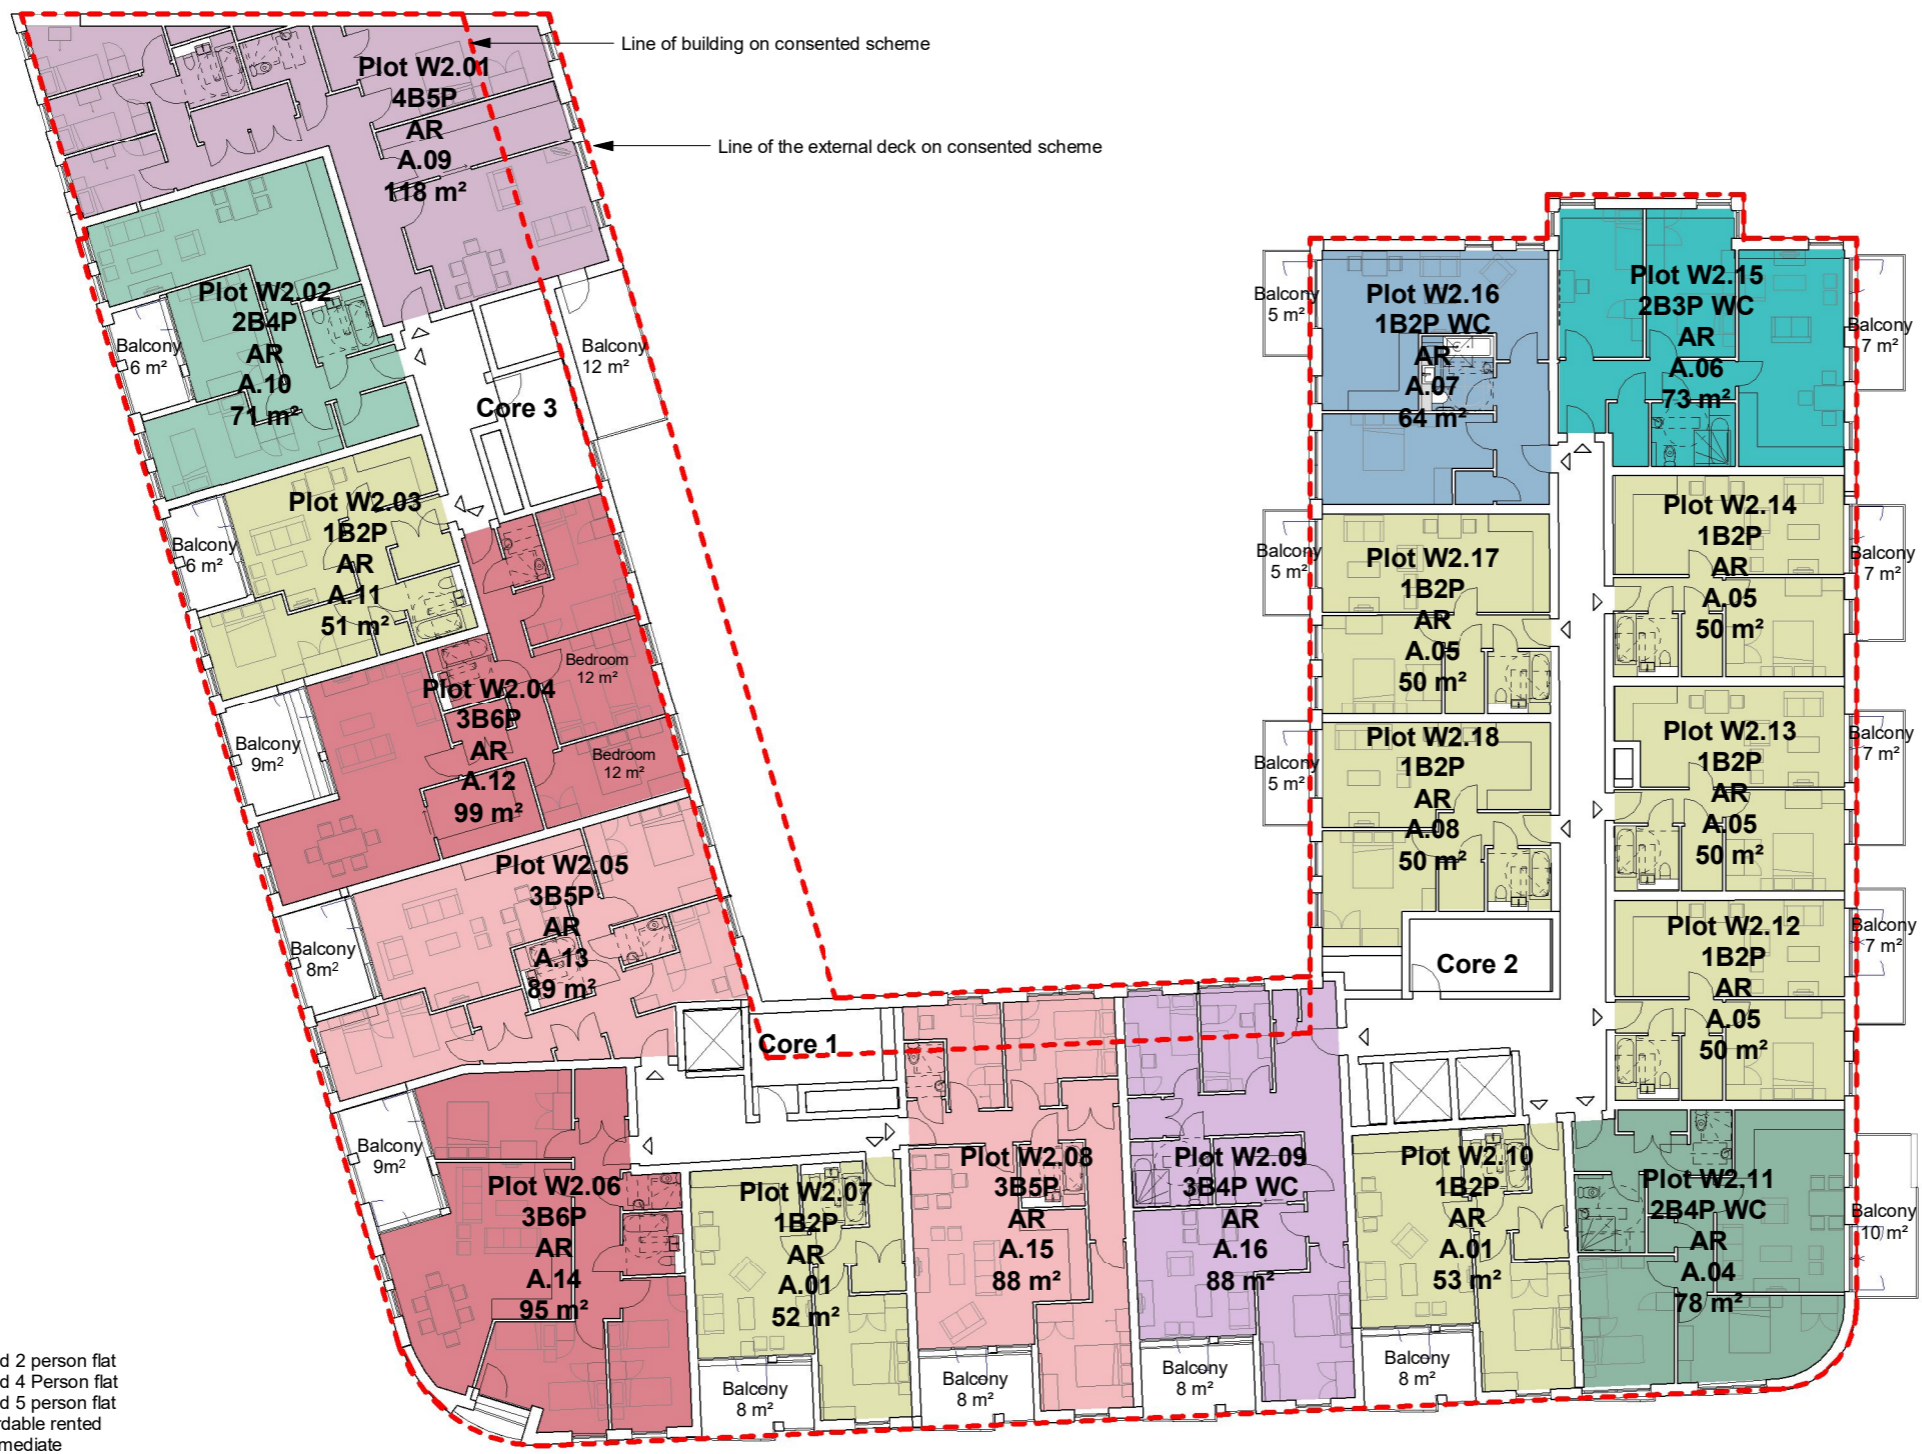 Line of building on consented scheme
Line of the external deck on consented scheme
Plot W2.01
4B5P
AR
A.09
118 m²
Plot W2.02
2B4P
AR
A.10
71 m²
Balcony
6 m²
Balcony
12 m²
Core 3
Plot W2.03
1B2P
AR
A.11
51 m²
Balcony
6 m²
Plot W2.04
3B6P
AR
A.12
99 m²
Bedroom
12 m²
Bedroom
12 m²
Balcony
9m²
Plot W2.05
3B5P
AR
A.13
89 m²
Balcony
8m²
Core 1
Plot W2.06
3B6P
AR
A.14
95 m²
Balcony
9m²
Plot W2.07
1B2P
AR
A.01
52 m²
Balcony
8 m²
Plot W2.08
3B5P
AR
A.15
88 m²
Balcony
8 m²
Plot W2.09
3B4P WC
AR
A.16
88 m²
Balcony
8 m²
Plot W2.10
1B2P
AR
A.01
53 m²
Balcony
8 m²
Plot W2.11
2B4P WC
AR
A.04
78 m²
Balcony
10 m²
Plot W2.12
1B2P
AR
A.05
50 m²
Balcony
7 m²
Plot W2.13
1B2P
AR
A.05
50 m²
Balcony
7 m²
Plot W2.14
1B2P
AR
A.05
50 m²
Balcony
7 m²
Plot W2.15
2B3P WC
AR
A.06
73 m²
Balcony
7 m²
Plot W2.16
1B2P WC
AR
A.07
64 m²
Balcony
5 m²
Plot W2.17
1B2P
AR
A.05
50 m²
Balcony
5 m²
Plot W2.18
1B2P
AR
A.08
50 m²
Balcony
5 m²
Core 2
d 2 person flat
d 4 Person flat
d 5 person flat
rdable rented
mediate